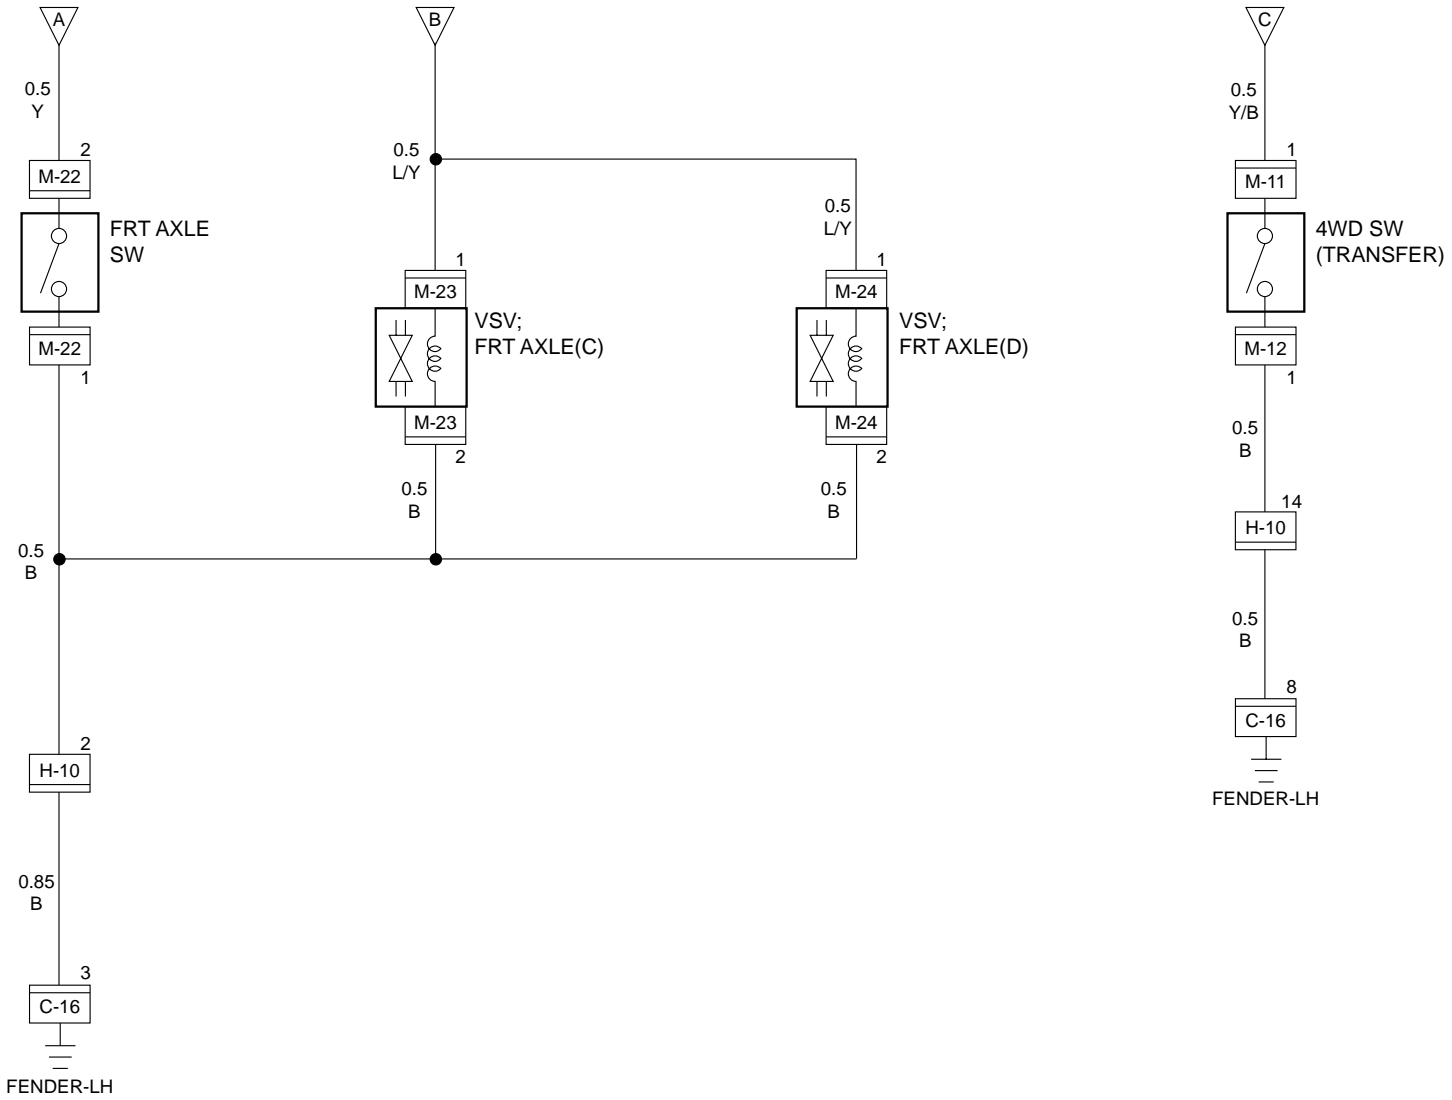 A
0.5
Y
2
M-22
FRT AXLE
SW
M-22
1
0.5
B
2
H-10
0.85
B
3
C-16
FENDER-LH
B
0.5
L/Y
1
M-23
VSV;
FRT AXLE(C)
M-23
2
0.5
B
0.5
L/Y
1
M-24
VSV;
FRT AXLE(D)
M-24
2
0.5
B
C
0.5
Y/B
1
M-11
4WD SW
(TRANSFER)
M-12
1
0.5
B
14
H-10
0.5
B
8
C-16
FENDER-LH